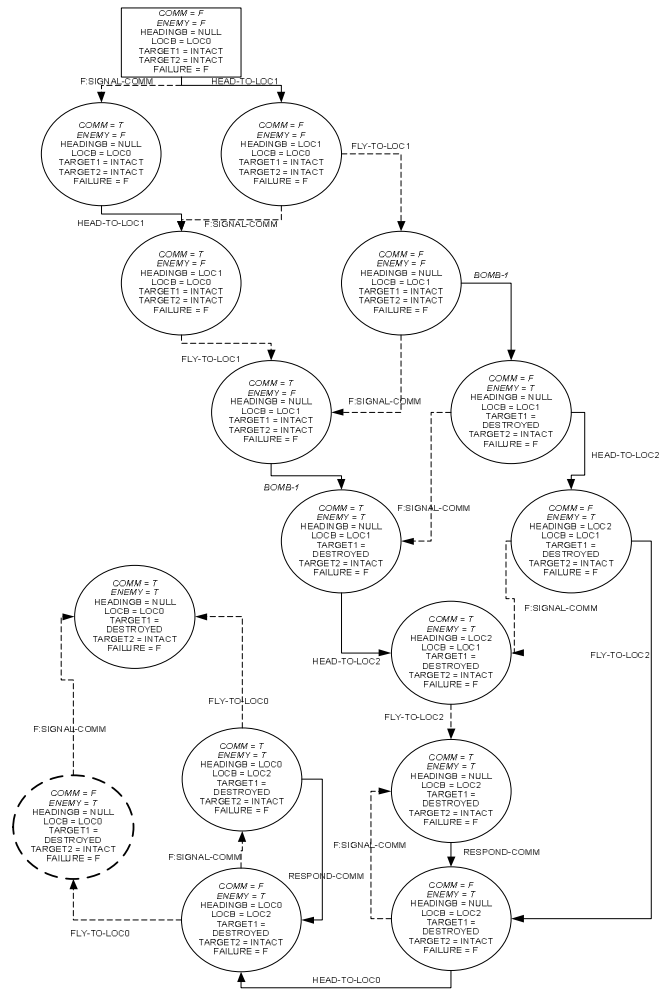 COMM = F
ENEMY = F
HEADINGB = NULL
LOCB = LOC0
TARGET1 = INTACT
TARGET2 = INTACT
FAILURE = F
F:SIGNAL-COMM
HEAD-TO-LOC1
COMM = T
ENEMY = F
HEADINGB = NULL
LOCB = LOC0
TARGET1 = INTACT
TARGET2 = INTACT
FAILURE = F
COMM = F
ENEMY = F
HEADINGB = LOC1
LOCB = LOC0
TARGET1 = INTACT
TARGET2 = INTACT
FAILURE = F
FLY-TO-LOC1
HEAD-TO-LOC1
F:SIGNAL-COMM
COMM = T
ENEMY = F
HEADINGB = LOC1
LOCB = LOC0
TARGET1 = INTACT
TARGET2 = INTACT
FAILURE = F
COMM = F
ENEMY = F
HEADINGB = NULL
LOCB = LOC1
TARGET1 = INTACT
TARGET2 = INTACT
FAILURE = F
BOMB-1
FLY-TO-LOC1
COMM = T
ENEMY = F
HEADINGB = NULL
LOCB = LOC1
TARGET1 = INTACT
TARGET2 = INTACT
FAILURE = F
F:SIGNAL-COMM
COMM = F
ENEMY = T
HEADINGB = NULL
LOCB = LOC1
TARGET1 =
DESTROYED
TARGET2 = INTACT
FAILURE = F
HEAD-TO-LOC2
BOMB-1
F:SIGNAL-COMM
COMM = T
ENEMY = T
HEADINGB = NULL
LOCB = LOC1
TARGET1 =
DESTROYED
TARGET2 = INTACT
FAILURE = F
COMM = F
ENEMY = T
HEADINGB = LOC2
LOCB = LOC1
TARGET1 =
DESTROYED
TARGET2 = INTACT
FAILURE = F
F:SIGNAL-COMM
COMM = T
ENEMY = T
HEADINGB = NULL
LOCB = LOC0
TARGET1 =
DESTROYED
TARGET2 = INTACT
FAILURE = F
HEAD-TO-LOC2
COMM = T
ENEMY = T
HEADINGB = LOC2
LOCB = LOC1
TARGET1 =
DESTROYED
TARGET2 = INTACT
FAILURE = F
FLY-TO-LOC2
FLY-TO-LOC0
FLY-TO-LOC2
F:SIGNAL-COMM
COMM = T
ENEMY = T
HEADINGB = LOC0
LOCB = LOC2
TARGET1 =
DESTROYED
TARGET2 = INTACT
FAILURE = F
COMM = T
ENEMY = T
HEADINGB = NULL
LOCB = LOC2
TARGET1 =
DESTROYED
TARGET2 = INTACT
FAILURE = F
COMM = F
ENEMY = T
HEADINGB = NULL
LOCB = LOC0
TARGET1 =
DESTROYED
TARGET2 = INTACT
FAILURE = F
F:SIGNAL-COMM
RESPOND-COMM
F:SIGNAL-COMM
RESPOND-COMM
COMM = F
ENEMY = T
HEADINGB = LOC0
LOCB = LOC2
TARGET1 =
DESTROYED
TARGET2 = INTACT
FAILURE = F
COMM = F
ENEMY = T
HEADINGB = NULL
LOCB = LOC2
TARGET1 =
DESTROYED
TARGET2 = INTACT
FAILURE = F
FLY-TO-LOC0
HEAD-TO-LOC0